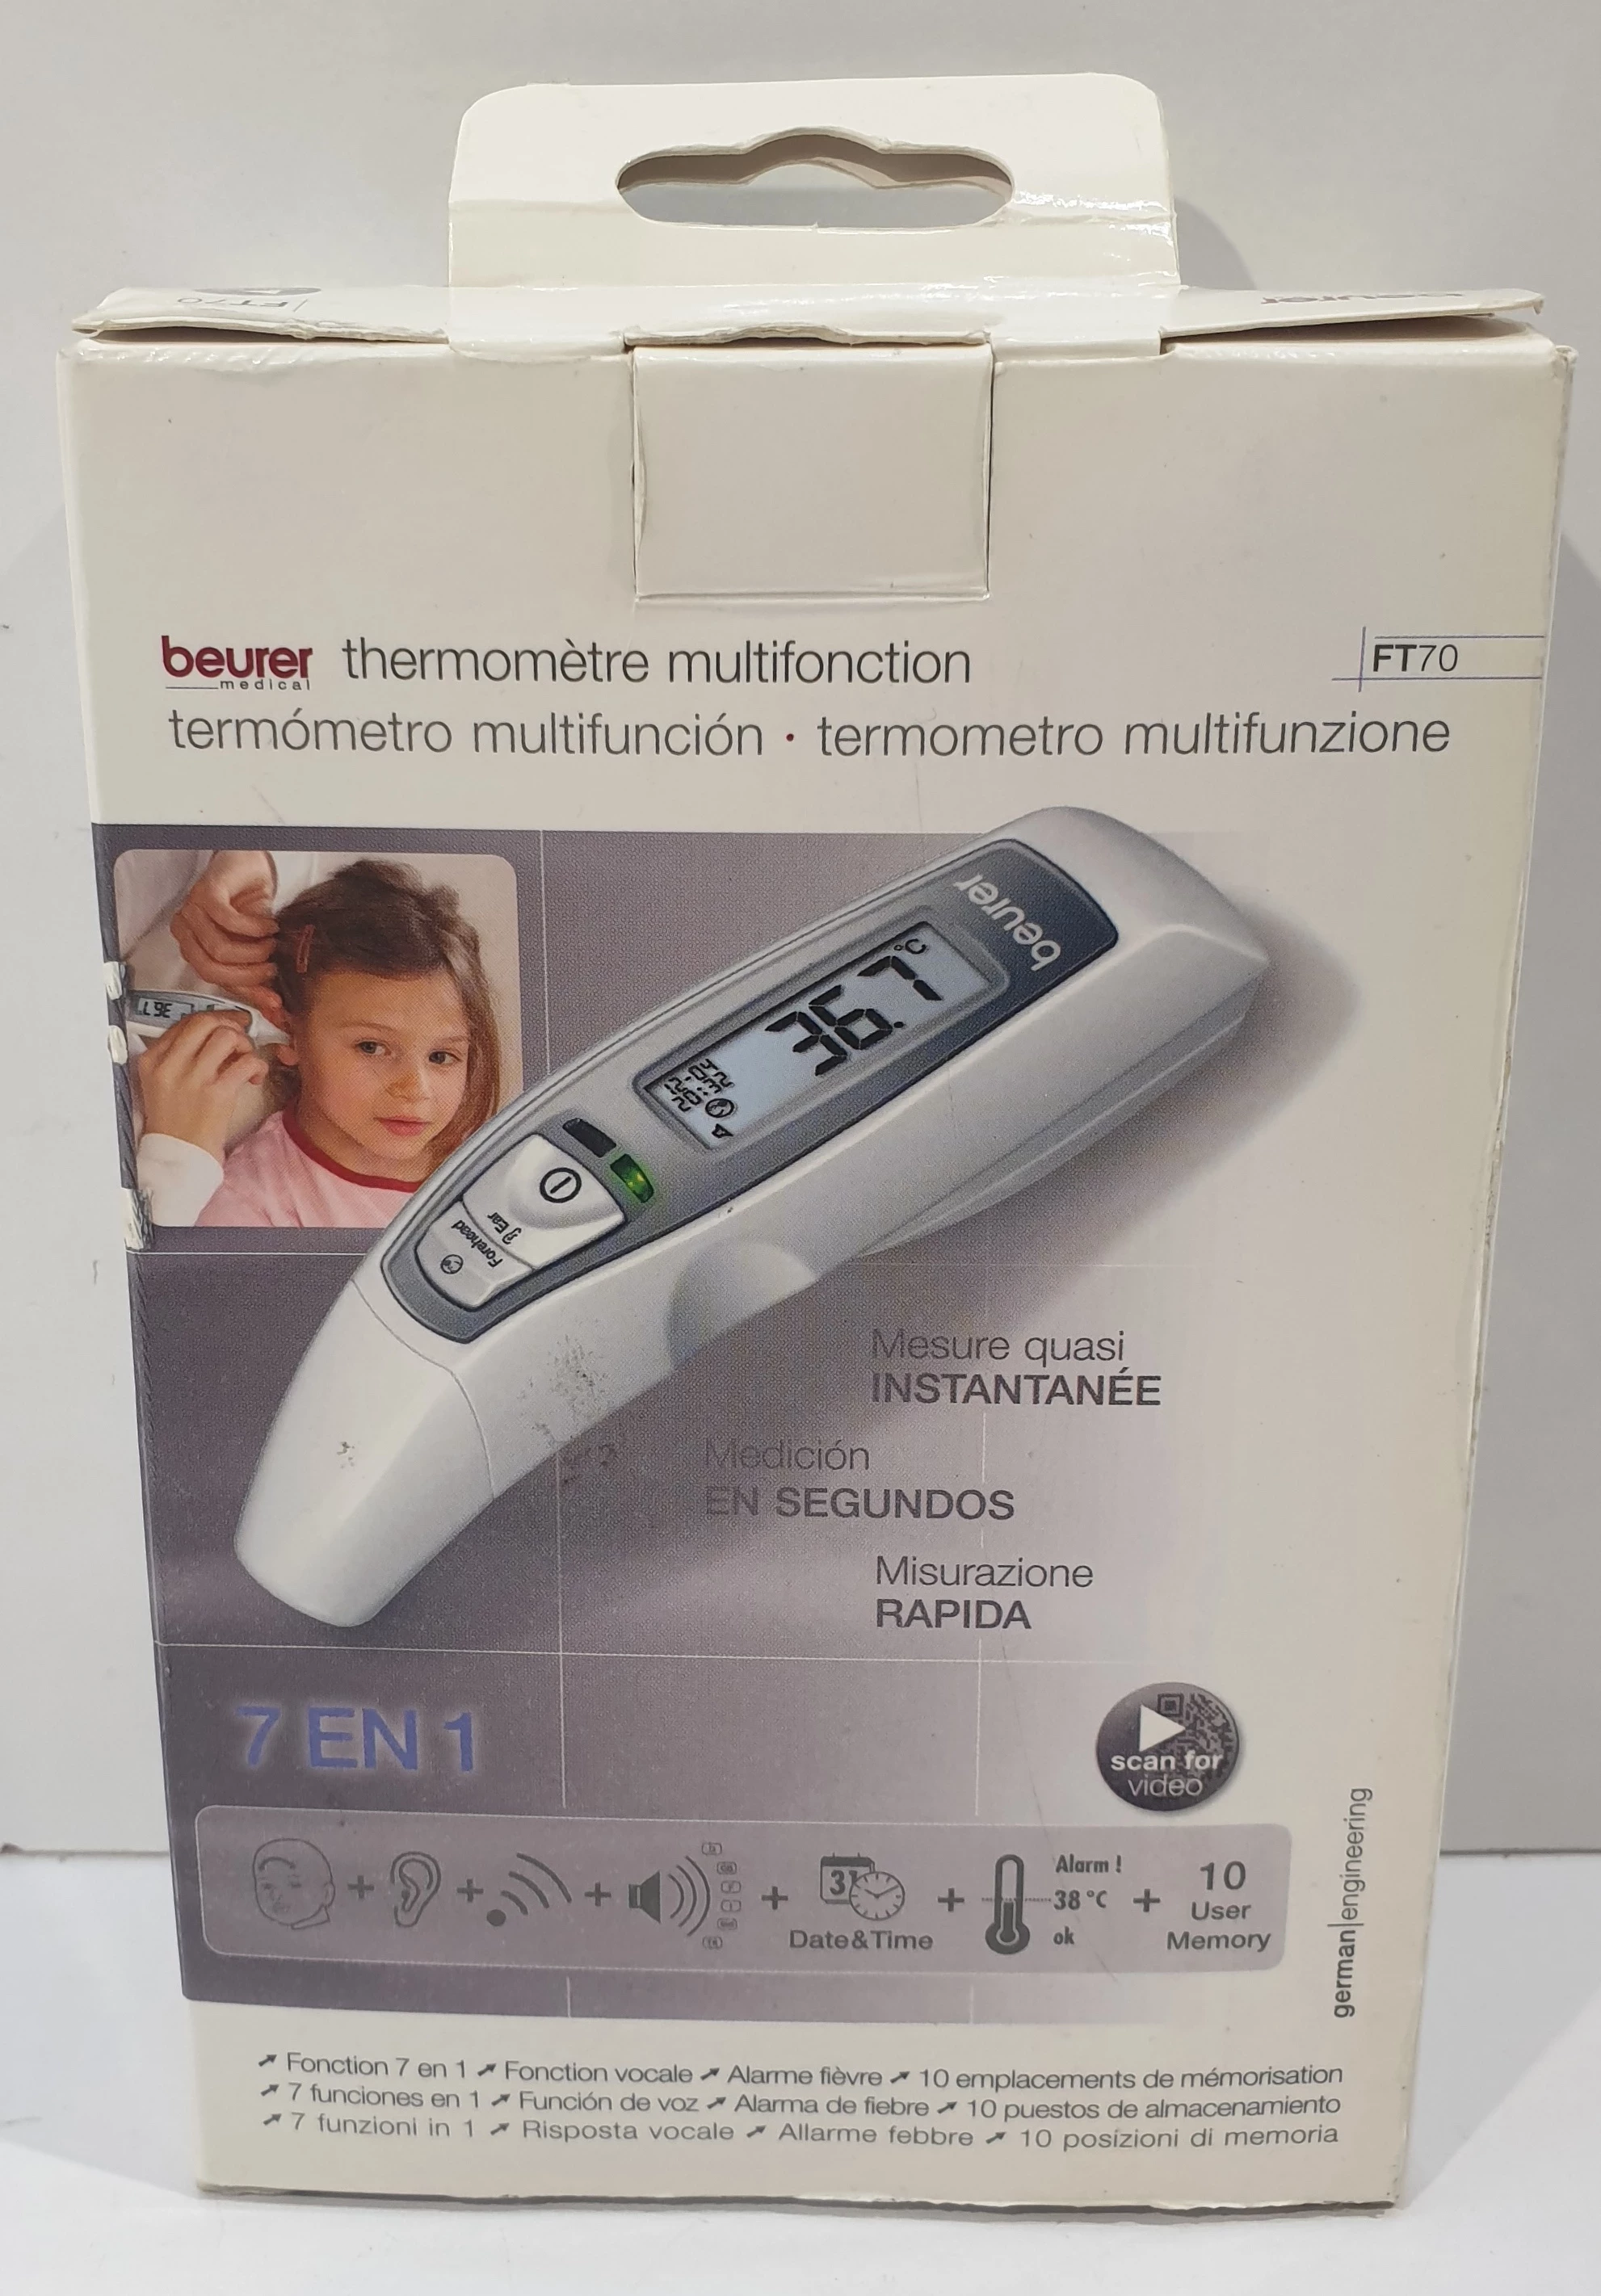 FT70
beurer
beurer thermomètre multifonction
medical
FT70
termómetro multifunción · termometro multifunzione
beurer
36.7 °C
36.7
Ear
Forehead
Mesure quasi
INSTANTANÉE
Medición
EN SEGUNDOS
Misurazione
RAPIDA
7 EN 1
scan for
video
german|engineering
+ + + + 31 + Alarm !
38 °C
ok
+ 10
User
Memory
Date&Time
↗ Fonction 7 en 1 ↗ Fonction vocale ↗ Alarme fièvre ↗ 10 emplacements de mémorisation
↗ 7 funciones en 1 ↗ Función de voz ↗ Alarma de fiebre ↗ 10 puestos de almacenamiento
↗ 7 funzioni in 1 ↗ Risposta vocale ↗ Allarme febbre ↗ 10 posizioni di memoria